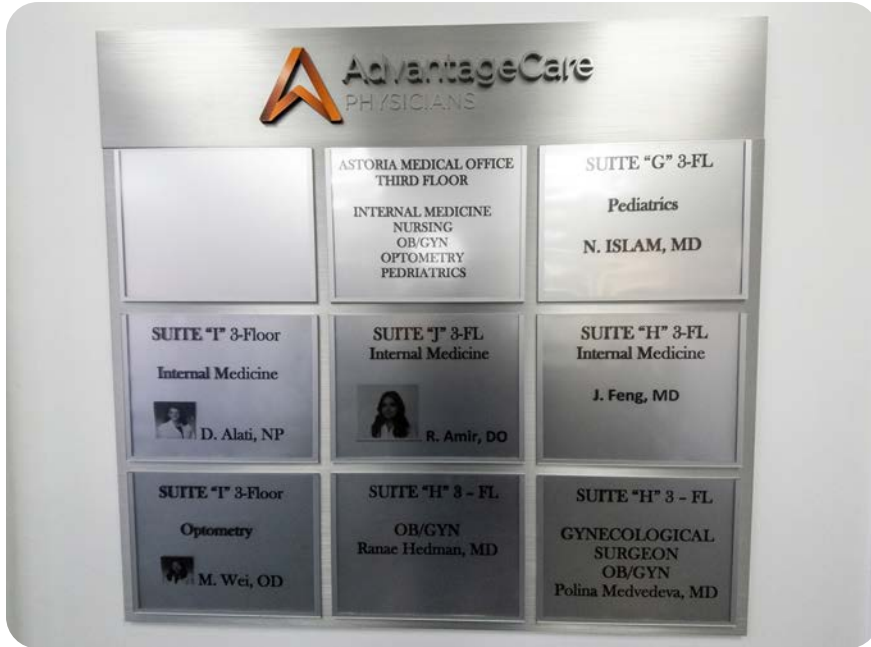 AdvantageCare
PHYSICIANS
ASTORIA MEDICAL OFFICE
THIRD FLOOR
INTERNAL MEDICINE
NURSING
OB/GYN
OPTOMETRY
PEDRIATRICS
SUITE "G" 3-FL
Pediatrics
N. ISLAM, MD
SUITE "I" 3-Floor
Internal Medicine
D. Alati, NP
SUITE "J" 3-FL
Internal Medicine
R. Amir, DO
SUITE "H" 3-FL
Internal Medicine
J. Feng, MD
SUITE "I" 3-Floor
Optometry
M. Wei, OD
SUITE "H" 3 – FL
OB/GYN
Ranae Hedman, MD
SUITE "H" 3 – FL
GYNECOLOGICAL
SURGEON
OB/GYN
Polina Medvedeva, MD